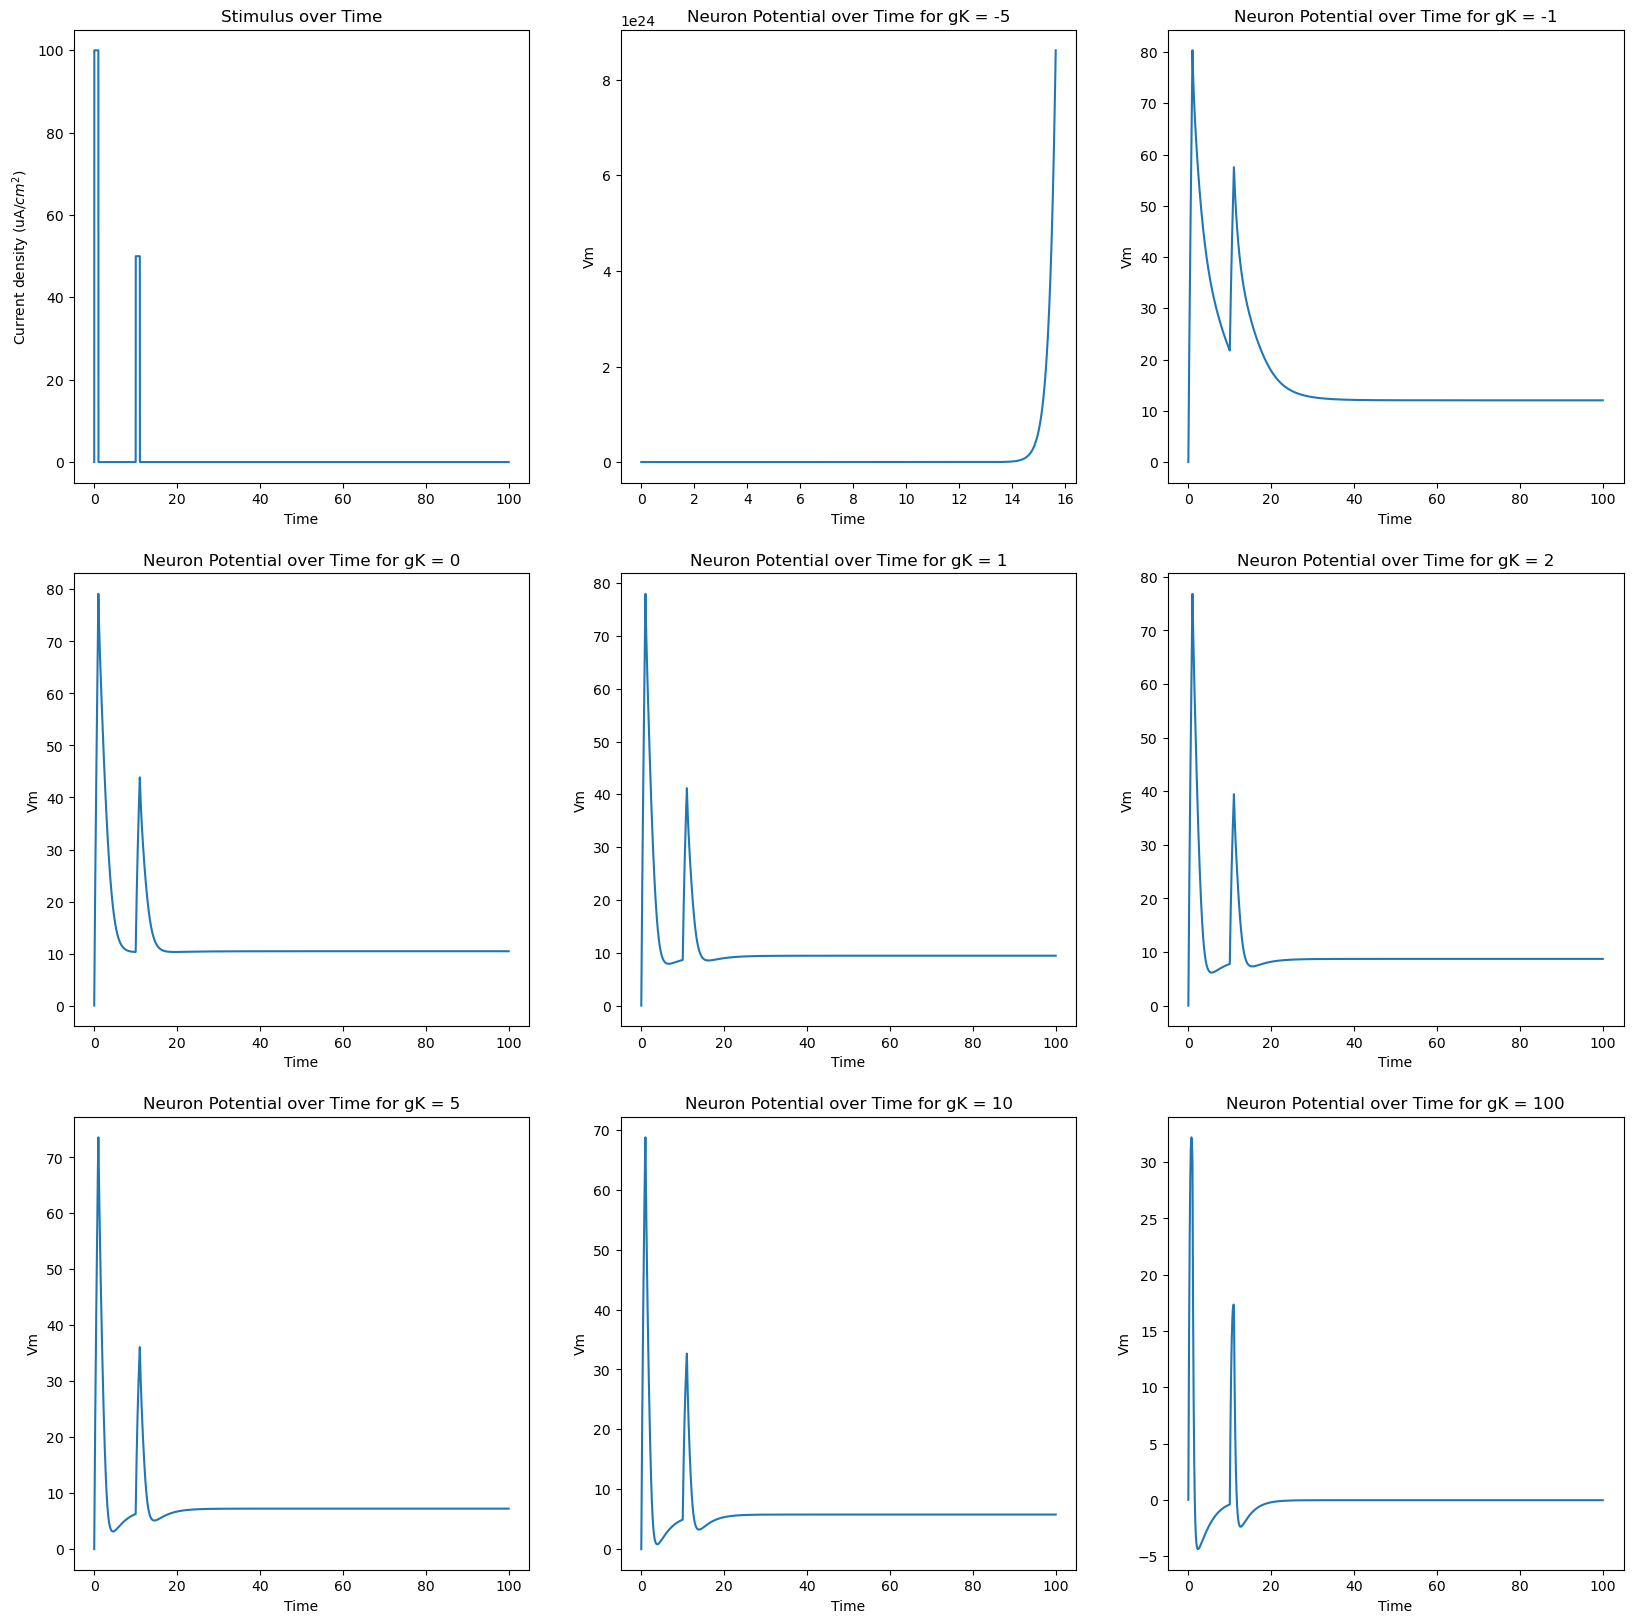 Stimulus over Time
Current density (uA/$cm^2$)
100
80
60
40
20
0
0 20 40 60 80 100
Time
Neuron Potential over Time for gK = -5
1e24
Vm
8
6
4
2
0
0 2 4 6 8 10 12 14 16
Time
Neuron Potential over Time for gK = -1
Vm
80
70
60
50
40
30
20
10
0
0 20 40 60 80 100
Time
Neuron Potential over Time for gK = 0
Vm
80
70
60
50
40
30
20
10
0
0 20 40 60 80 100
Time
Neuron Potential over Time for gK = 1
Vm
80
70
60
50
40
30
20
10
0
0 20 40 60 80 100
Time
Neuron Potential over Time for gK = 2
Vm
80
70
60
50
40
30
20
10
0
0 20 40 60 80 100
Time
Neuron Potential over Time for gK = 5
Vm
70
60
50
40
30
20
10
0
0 20 40 60 80 100
Time
Neuron Potential over Time for gK = 10
Vm
70
60
50
40
30
20
10
0
0 20 40 60 80 100
Time
Neuron Potential over Time for gK = 100
Vm
30
25
20
15
10
5
0
−5
0 20 40 60 80 100
Time